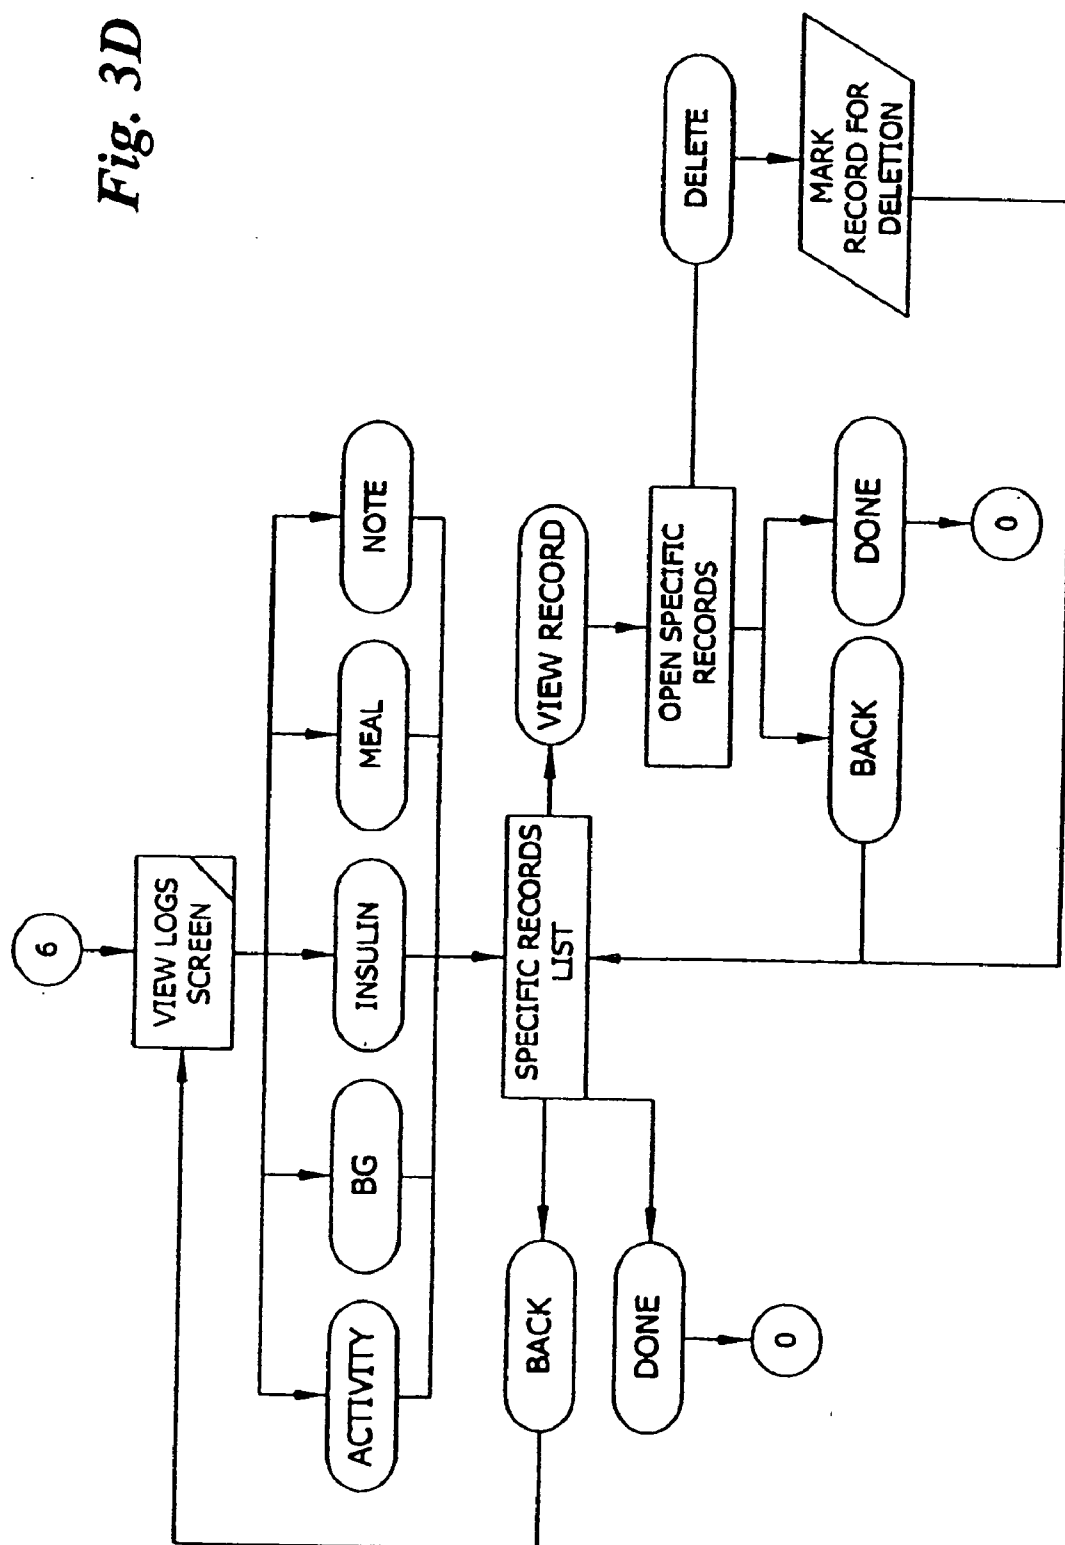 Fig. 3D
6
VIEW LOGS
SCREEN
ACTIVITY
BG
INSULIN
MEAL
NOTE
SPECIFIC RECORDS
LIST
BACK
DONE
0
VIEW RECORD
OPEN SPECIFIC
RECORDS
BACK
DONE
0
DELETE
MARK
RECORD FOR
DELETION